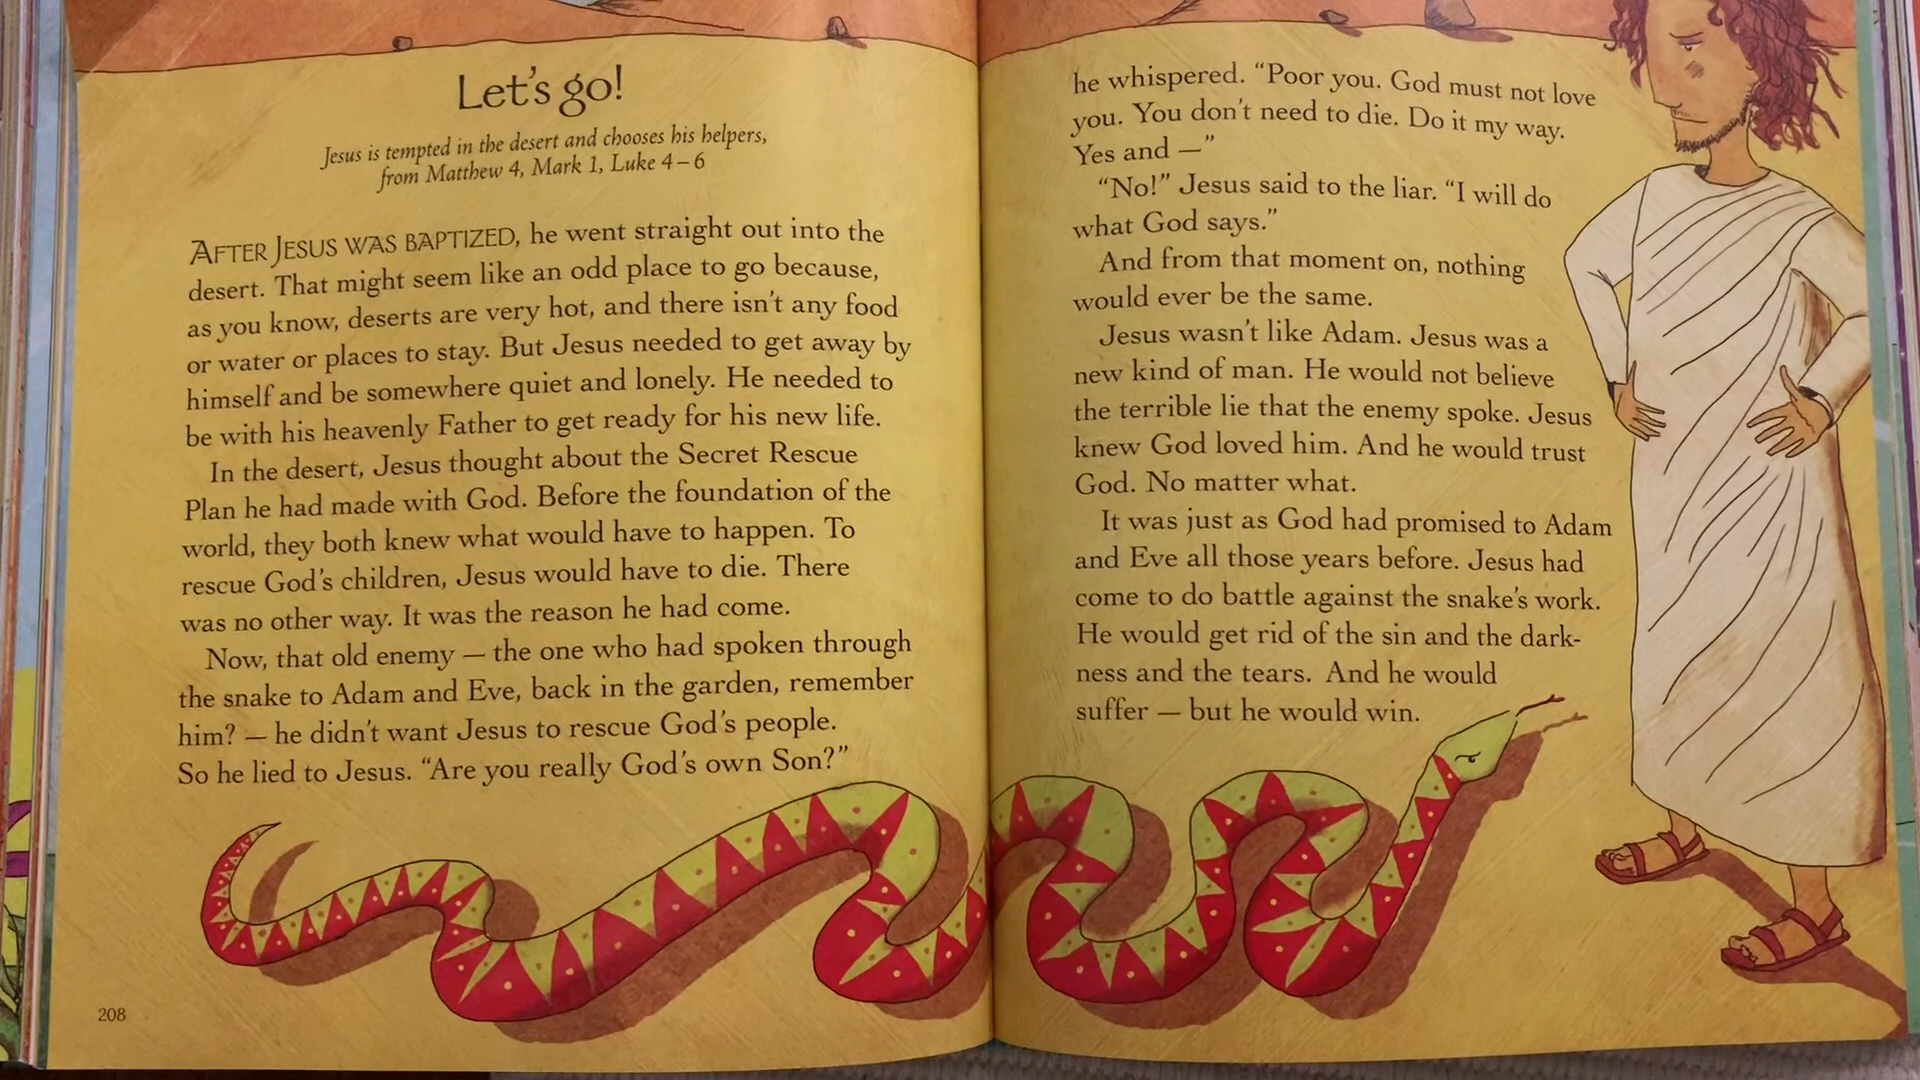 Let's go!
Jesus is tempted in the desert and chooses his helpers,
from Matthew 4, Mark 1, Luke 4 – 6
AFTER JESUS WAS BAPTIZED, he went straight out into the
desert. That might seem like an odd place to go because,
as you know, deserts are very hot, and there isn't any food
or water or places to stay. But Jesus needed to get away by
himself and be somewhere quiet and lonely. He needed to
be with his heavenly Father to get ready for his new life.
In the desert, Jesus thought about the Secret Rescue
Plan he had made with God. Before the foundation of the
world, they both knew what would have to happen. To
rescue God's children, Jesus would have to die. There
was no other way. It was the reason he had come.
Now, that old enemy — the one who had spoken through
the snake to Adam and Eve, back in the garden, remember
him? — he didn't want Jesus to rescue God's people.
So he lied to Jesus. "Are you really God's own Son?"
208
he whispered. "Poor you. God must not love
you. You don't need to die. Do it my way.
Yes and —"
"No!" Jesus said to the liar. "I will do
what God says."
And from that moment on, nothing
would ever be the same.
Jesus wasn't like Adam. Jesus was a
new kind of man. He would not believe
the terrible lie that the enemy spoke. Jesus
knew God loved him. And he would trust
God. No matter what.
It was just as God had promised to Adam
and Eve all those years before. Jesus had
come to do battle against the snake's work.
He would get rid of the sin and the dark-
ness and the tears. And he would
suffer — but he would win.